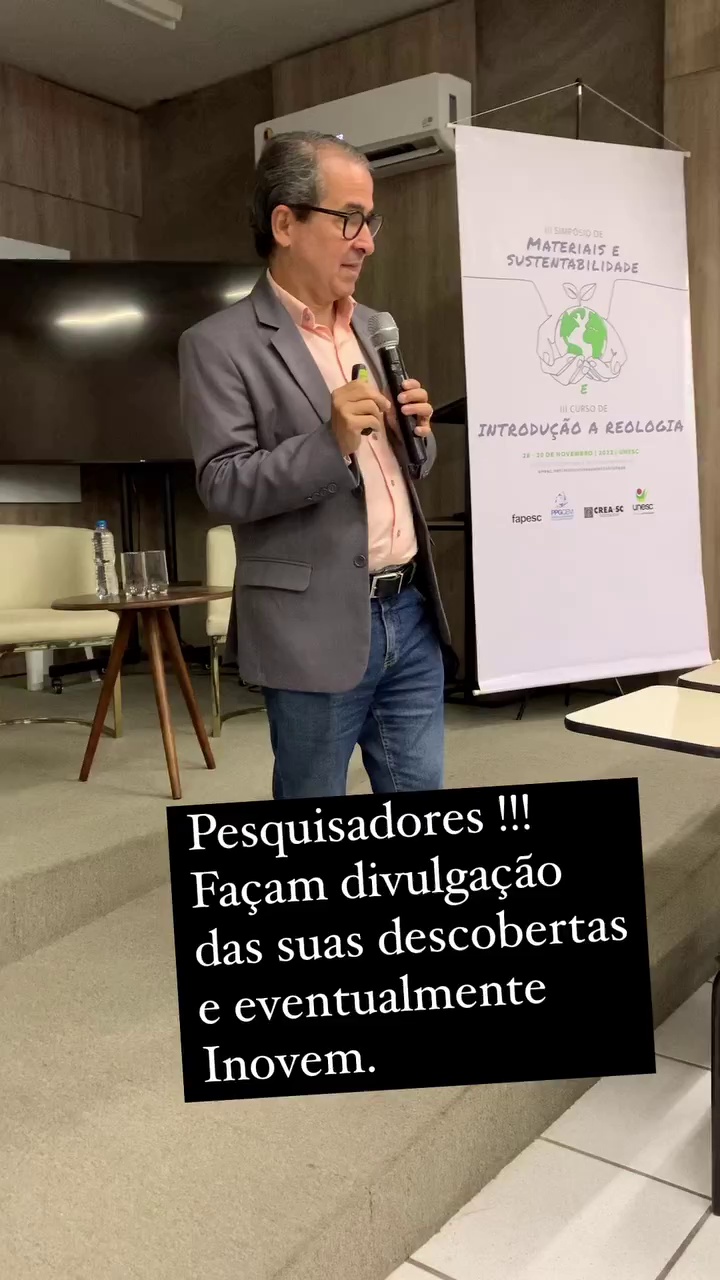 III SIMPÓSIO DE
MATERIAIS E
SUSTENTABILIDADE
E
III CURSO DE
INTRODUÇÃO A REOLOGIA
fapesc
PPGCEM
CREA-SC
unesc
Pesquisadores !!!
Façam divulgação
das suas descobertas
e eventualmente
Inovem.